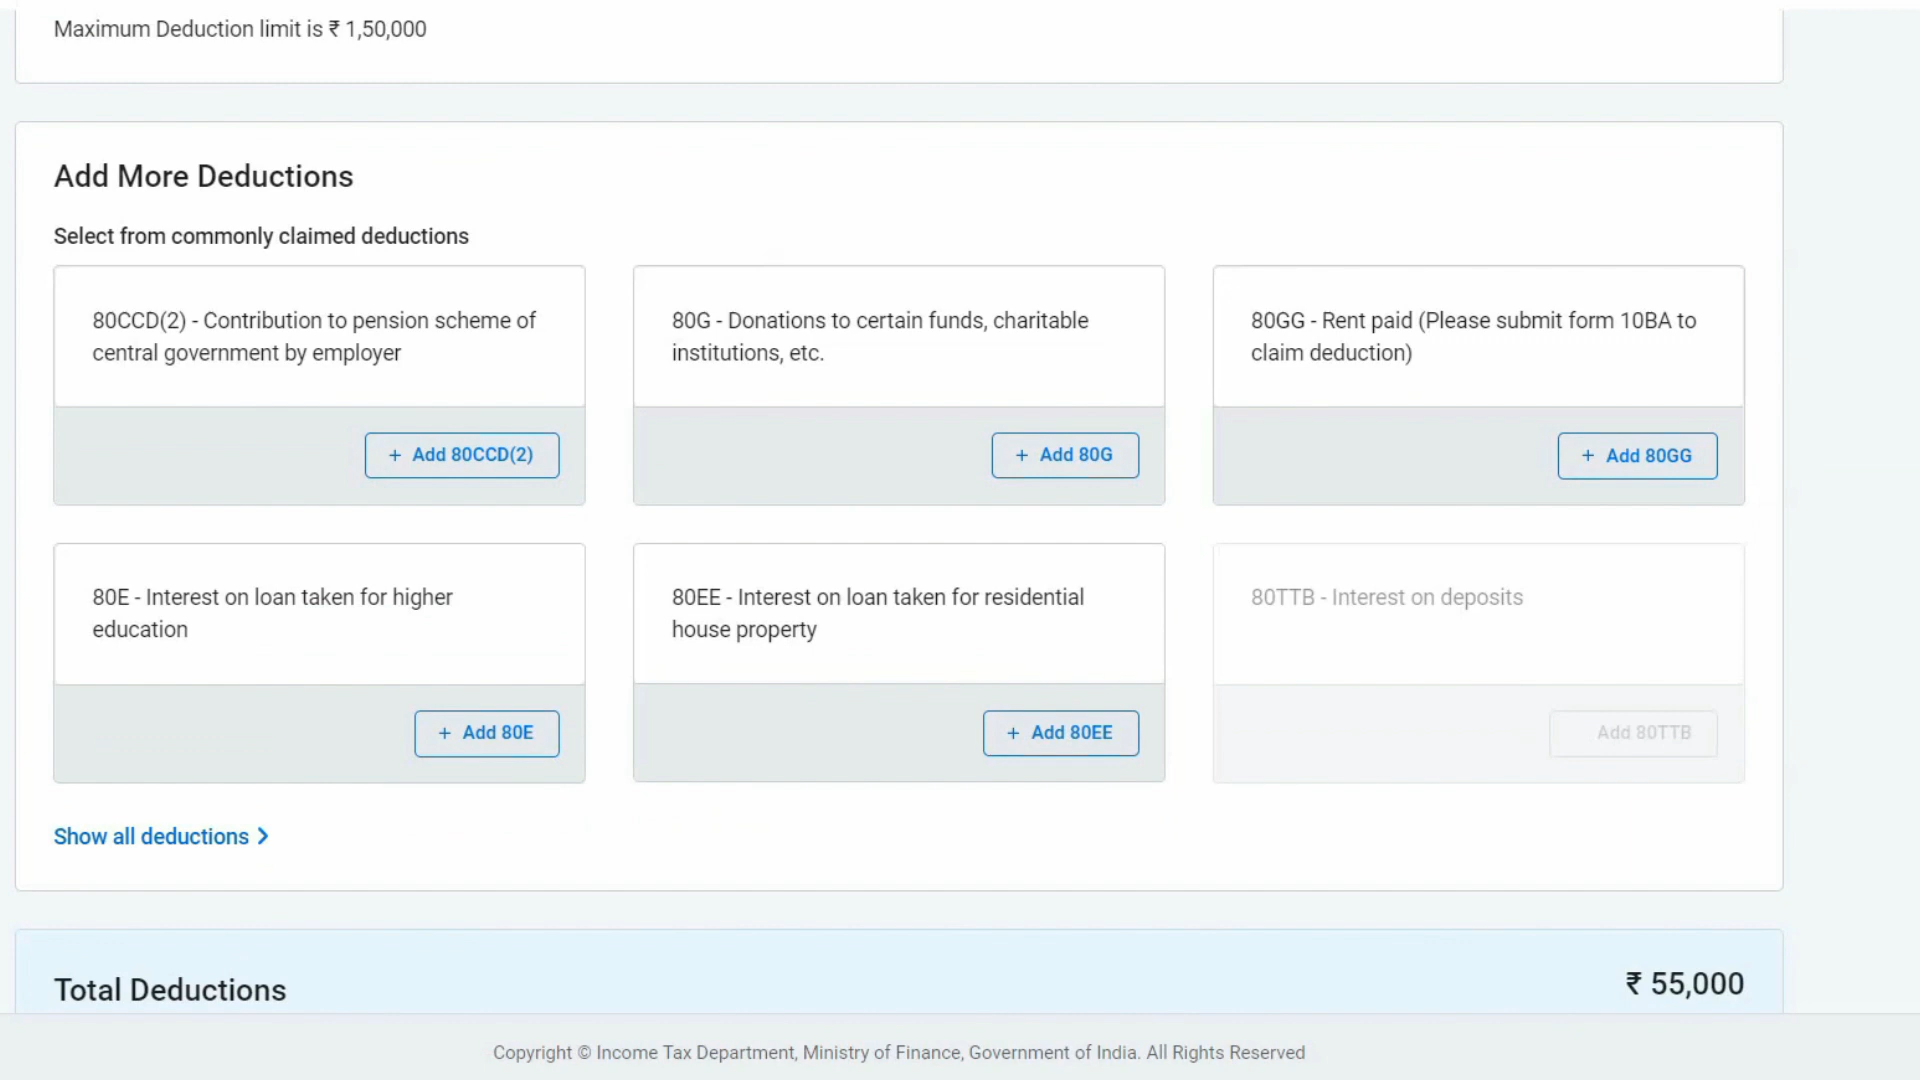 Maximum Deduction limit is ₹ 1,50,000
Add More Deductions
Select from commonly claimed deductions
80CCD(2) - Contribution to pension scheme of
central government by employer
+ Add 80CCD(2)
80G - Donations to certain funds, charitable
institutions, etc.
+ Add 80G
80GG - Rent paid (Please submit form 10BA to
claim deduction)
+ Add 80GG
80E - Interest on loan taken for higher
education
+ Add 80E
80EE - Interest on loan taken for residential
house property
+ Add 80EE
80TTB - Interest on deposits
Add 80TTB
Show all deductions >
Total Deductions
₹ 55,000
Copyright © Income Tax Department, Ministry of Finance, Government of India. All Rights Reserved